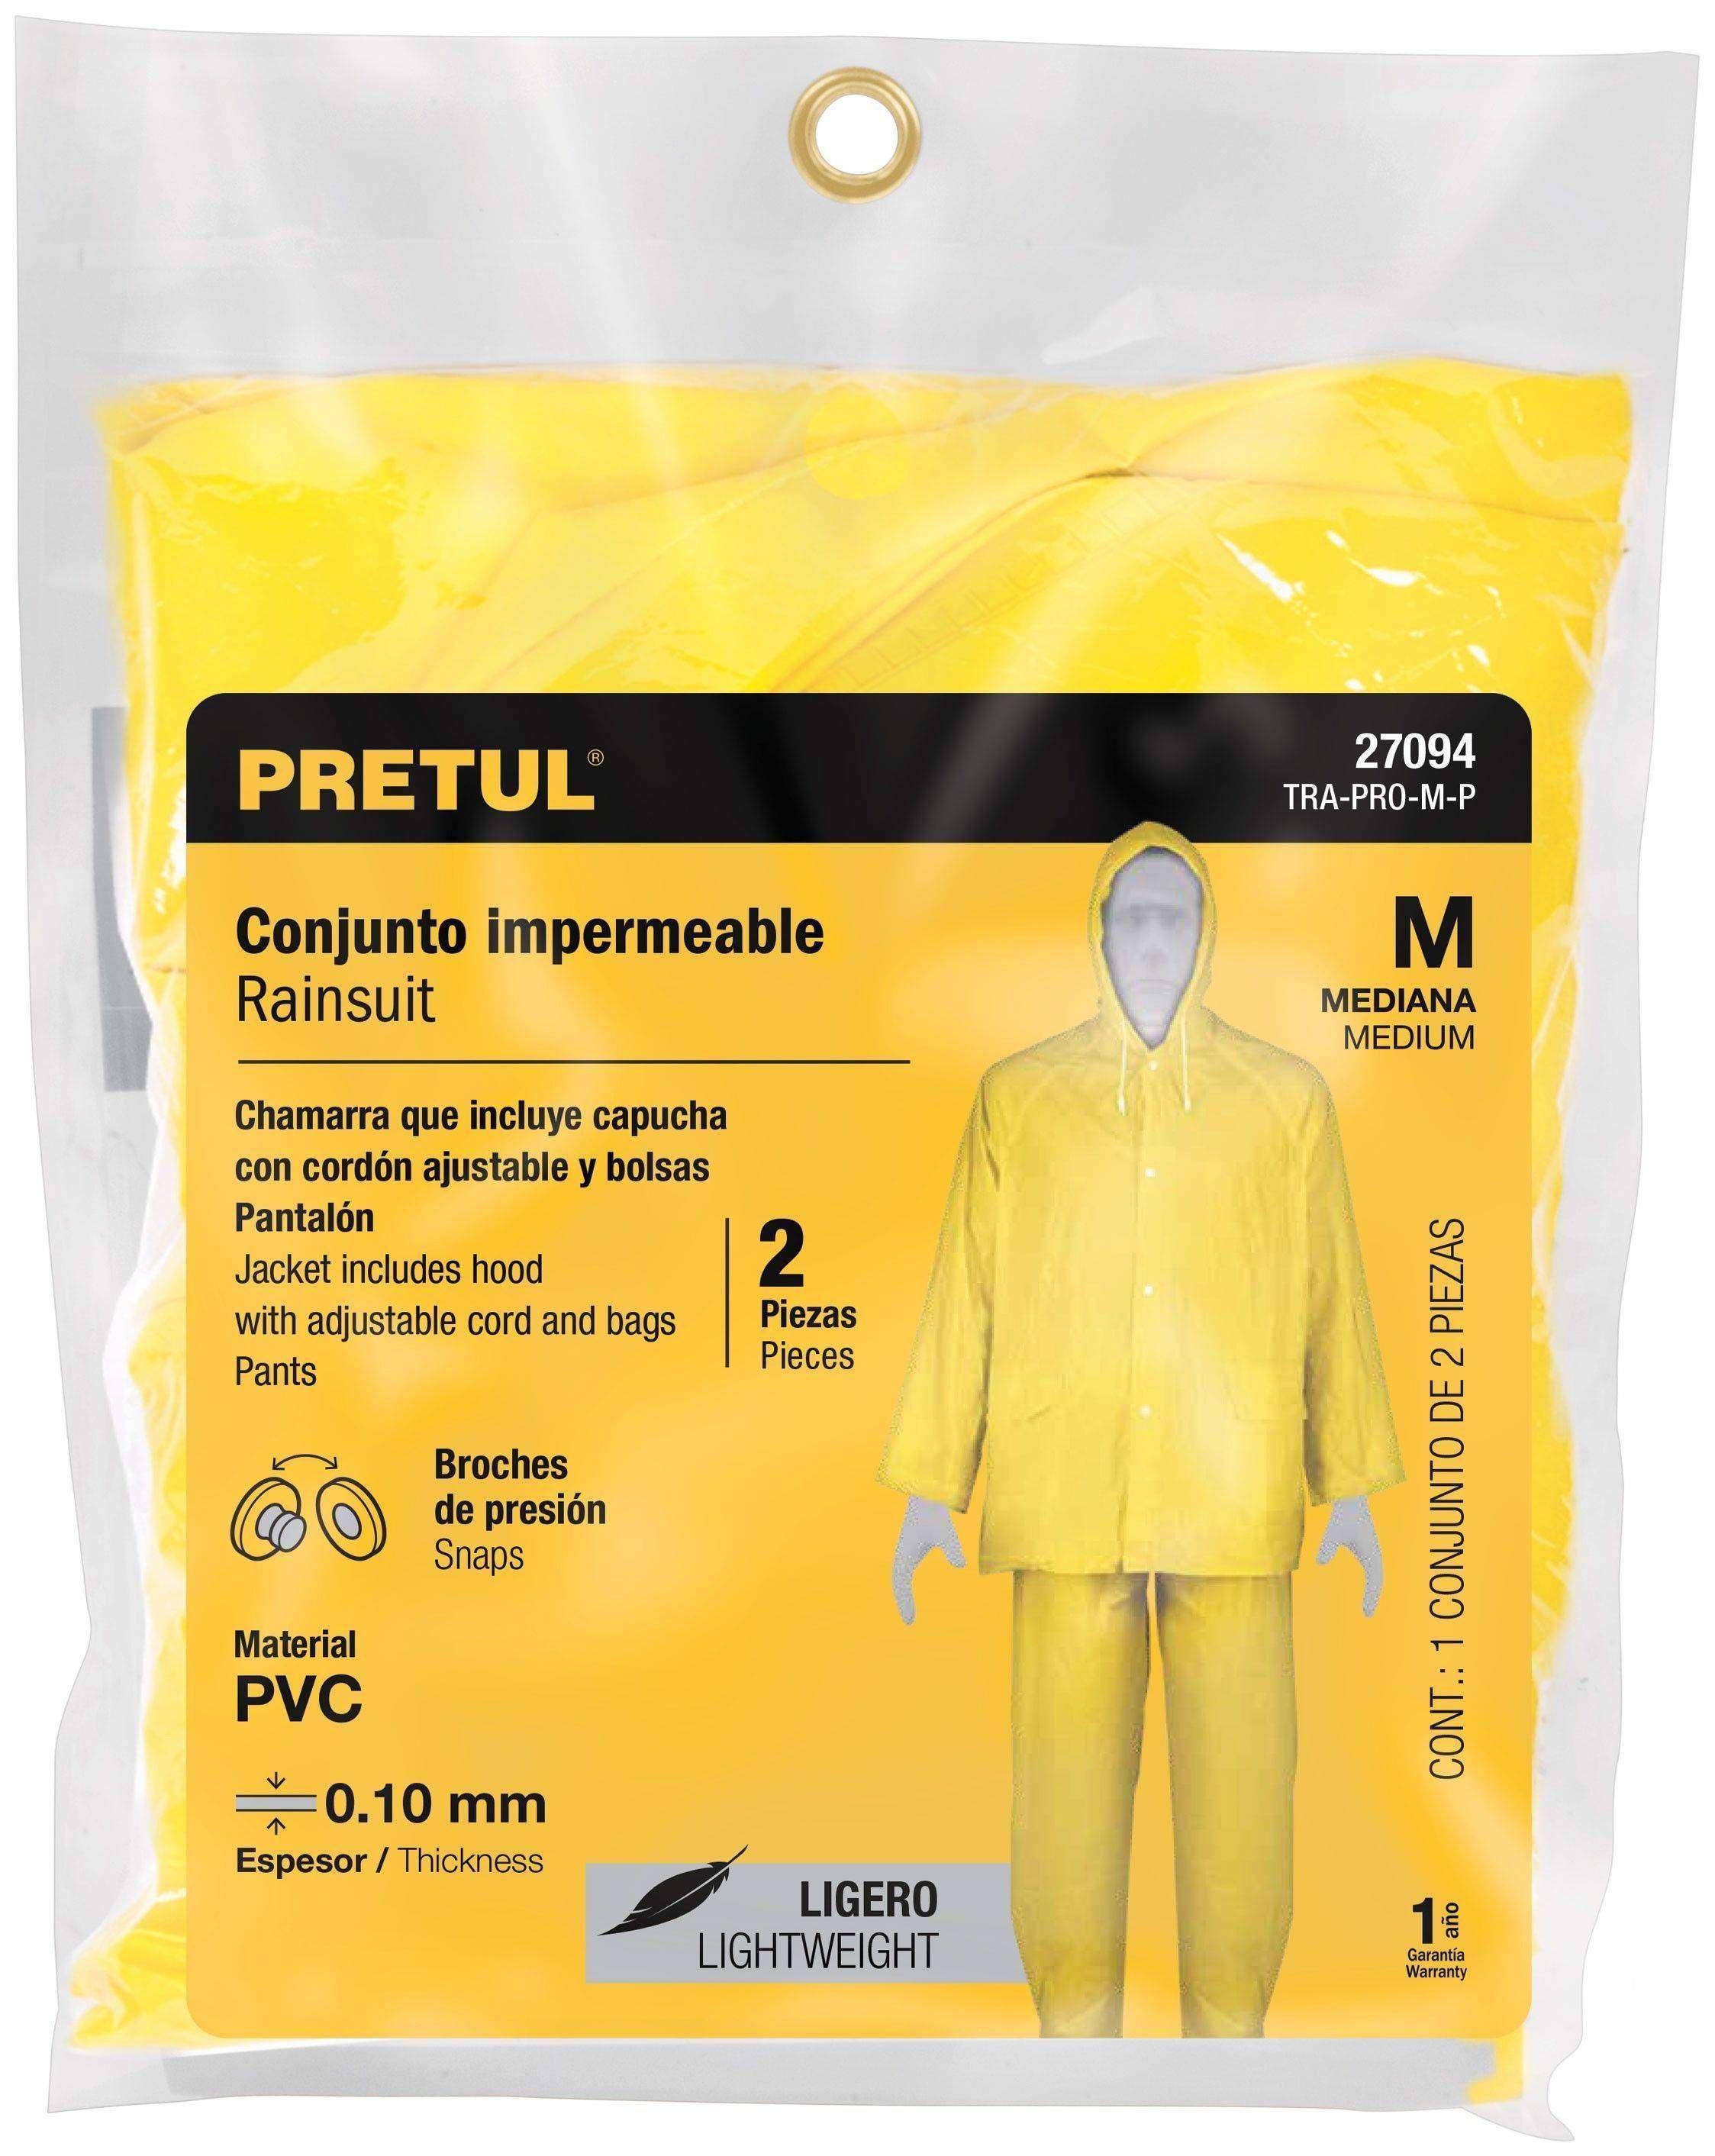 PRETUL®
27094
TRA-PRO-M-P
Conjunto impermeable
Rainsuit
M
MEDIANA
MEDIUM
Chamarra que incluye capucha
con cordón ajustable y bolsas
Pantalón
Jacket includes hood
with adjustable cord and bags
Pants
2
Piezas
Pieces
Broches
de presión
Snaps
Material
PVC
0.10 mm
Espesor / Thickness
LIGERO
LIGHTWEIGHT
CONT.: 1 CONJUNTO DE 2 PIEZAS
1 año
Garantía
Warranty